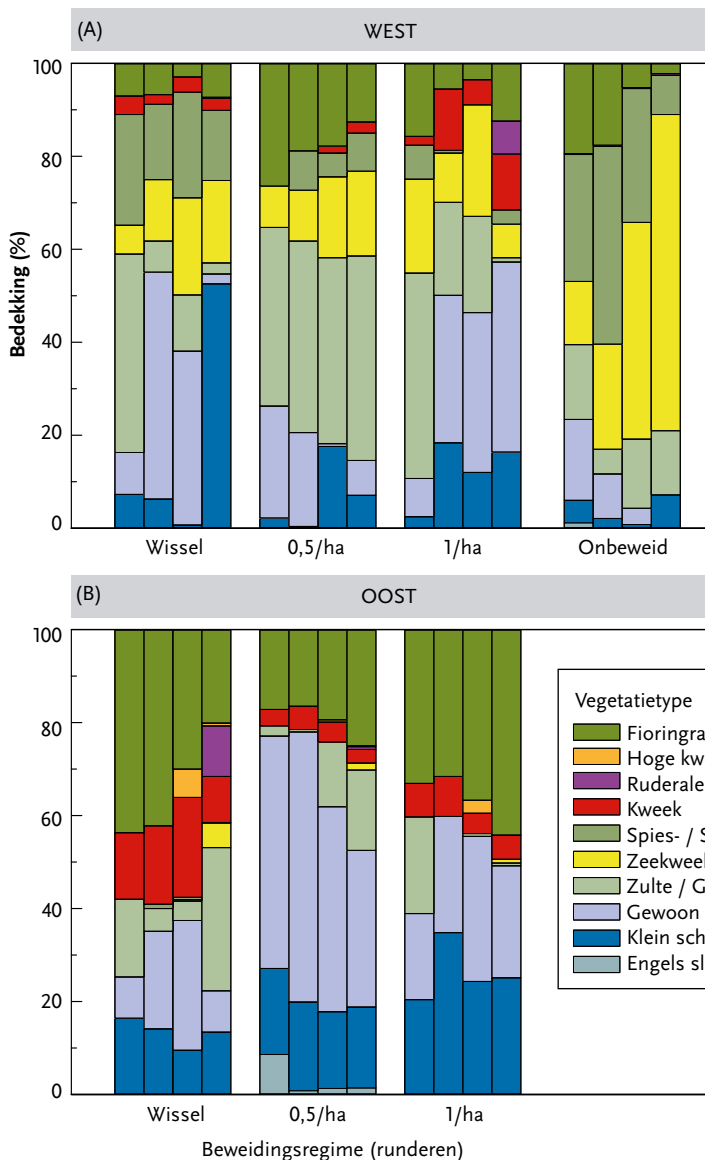 (A) WEST
Bedekking (%)
100
80
60
40
20
0
Wissel 0,5/ha 1/ha Onbeweid
(B) OOST
100
80
60
40
20
0
Vegetatietype
Fioringra
Hoge kw
Ruderale
Kweek
Spies- / S
Zeekweek
Zulte / G
Gewoon
Klein sch
Engels sl
Wissel 0,5/ha 1/ha
Beweidingsregime (runderen)